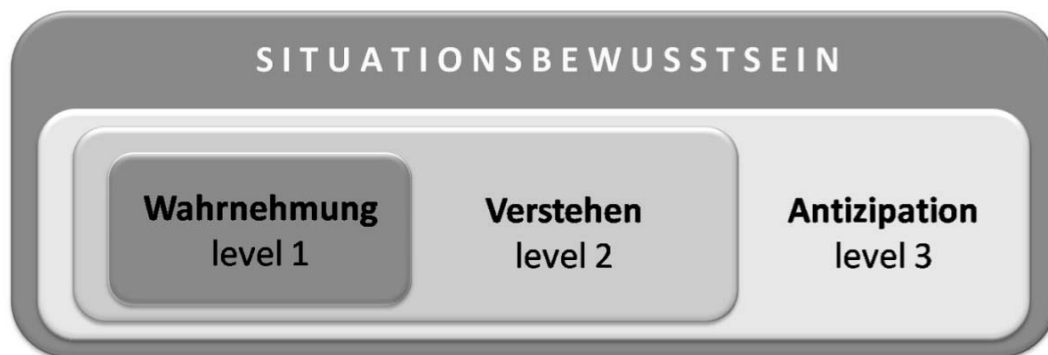 SITUATIONSBEWUSSTSEIN
Wahrnehmung
level 1
Verstehen
level 2
Antizipation
level 3